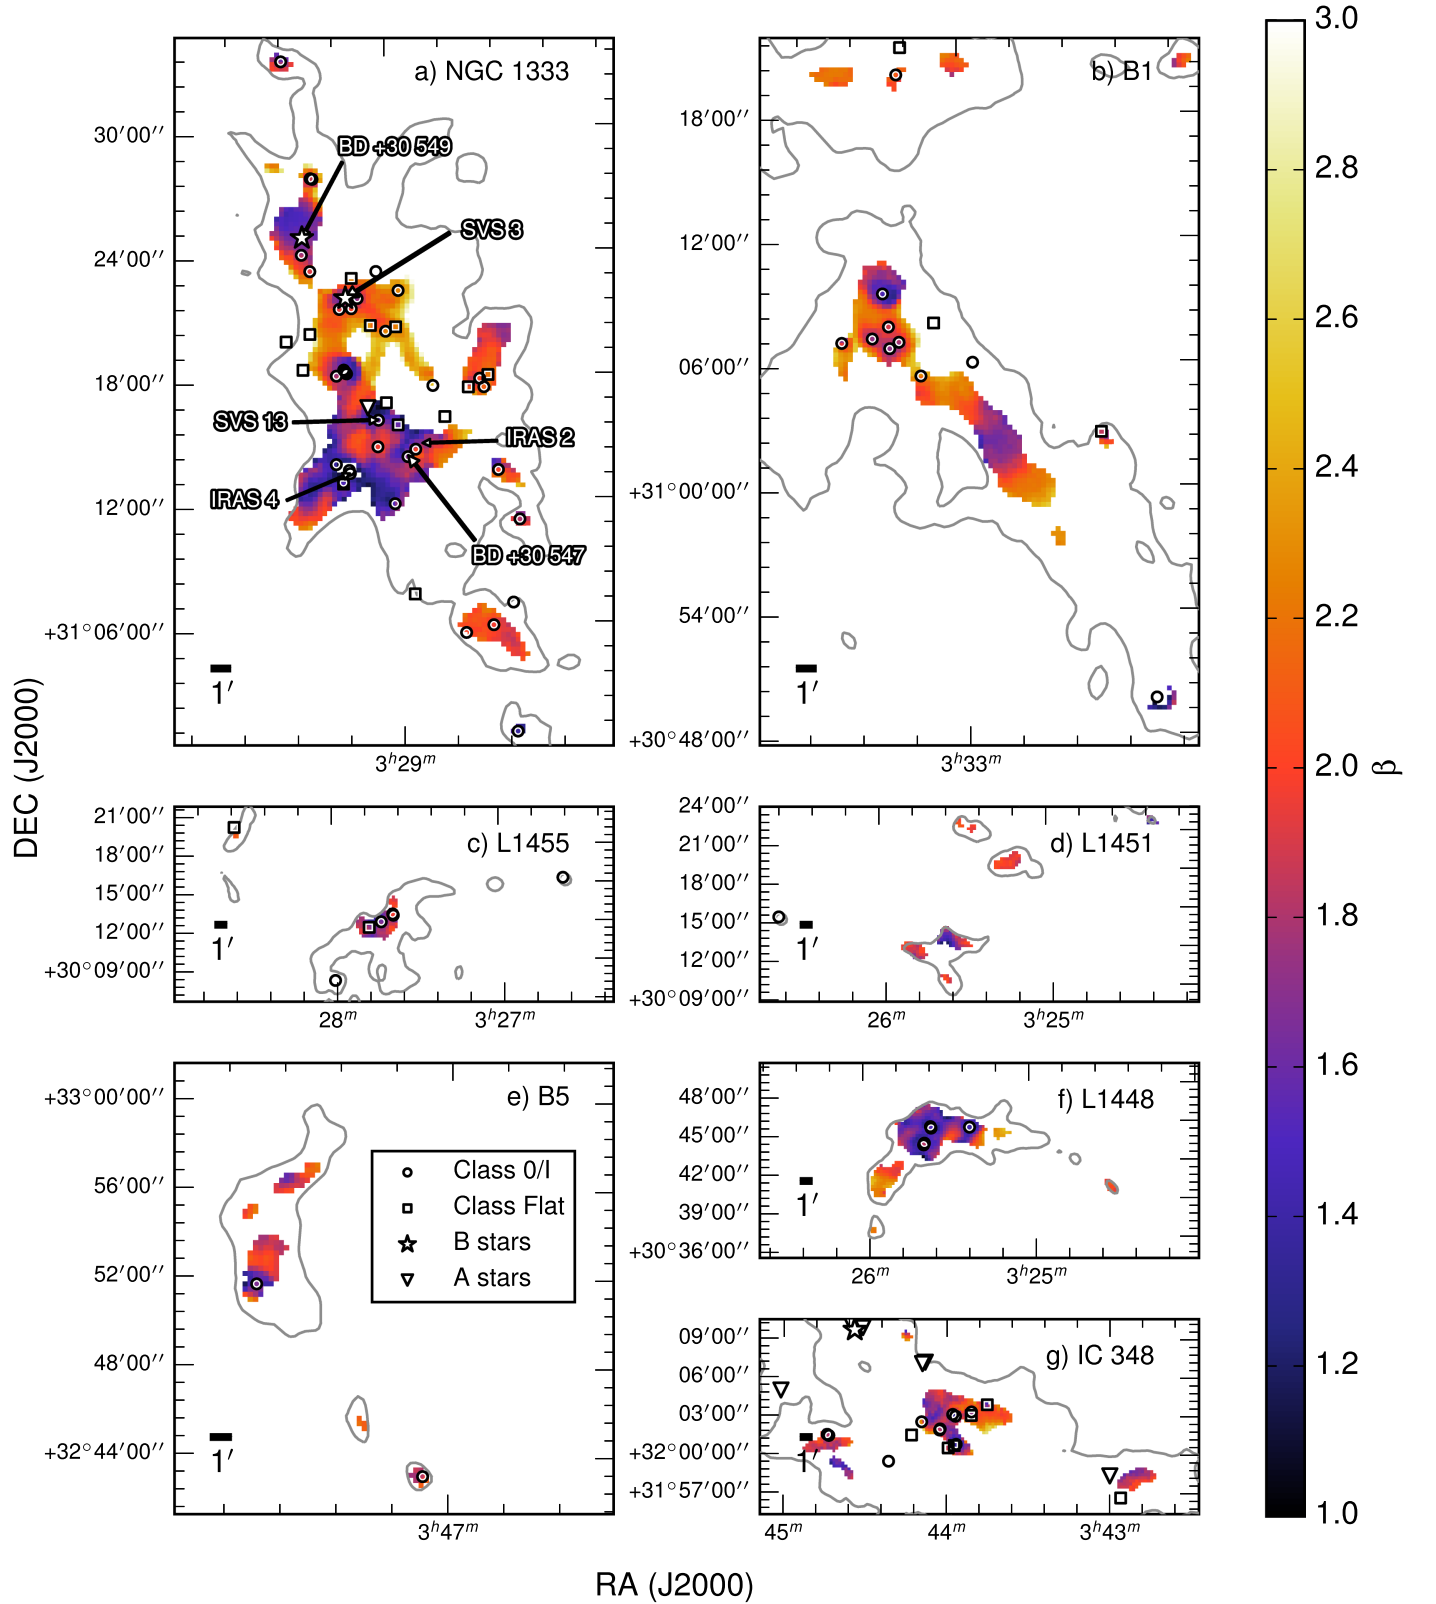 a) NGC 1333
BD +30 549
SVS 3
SVS 13
IRAS 2
IRAS 4
BD +30 547
30′00′′
24′00′′
18′00′′
12′00′′
+31°06′00′′
1′
3ʰ29ᵐ
b) B1
18′00′′
12′00′′
06′00′′
+31°00′00′′
54′00′′
+30°48′00′′
1′
3ʰ33ᵐ
c) L1455
21′00′′
18′00′′
15′00′′
12′00′′
+30°09′00′′
1′
28ᵐ
3ʰ27ᵐ
d) L1451
24′00′′
21′00′′
18′00′′
15′00′′
12′00′′
+30°09′00′′
1′
26ᵐ
3ʰ25ᵐ
e) B5
+33°00′00′′
56′00′′
52′00′′
48′00′′
+32°44′00′′
1′
3ʰ47ᵐ
Class 0/I
Class Flat
B stars
A stars
f) L1448
48′00′′
45′00′′
42′00′′
39′00′′
+30°36′00′′
1′
26ᵐ
3ʰ25ᵐ
g) IC 348
09′00′′
06′00′′
03′00′′
+32°00′00′′
+31°57′00′′
1′
45ᵐ
44ᵐ
3ʰ43ᵐ
DEC (J2000)
RA (J2000)
3.0
2.8
2.6
2.4
2.2
2.0
1.8
1.6
1.4
1.2
1.0
β